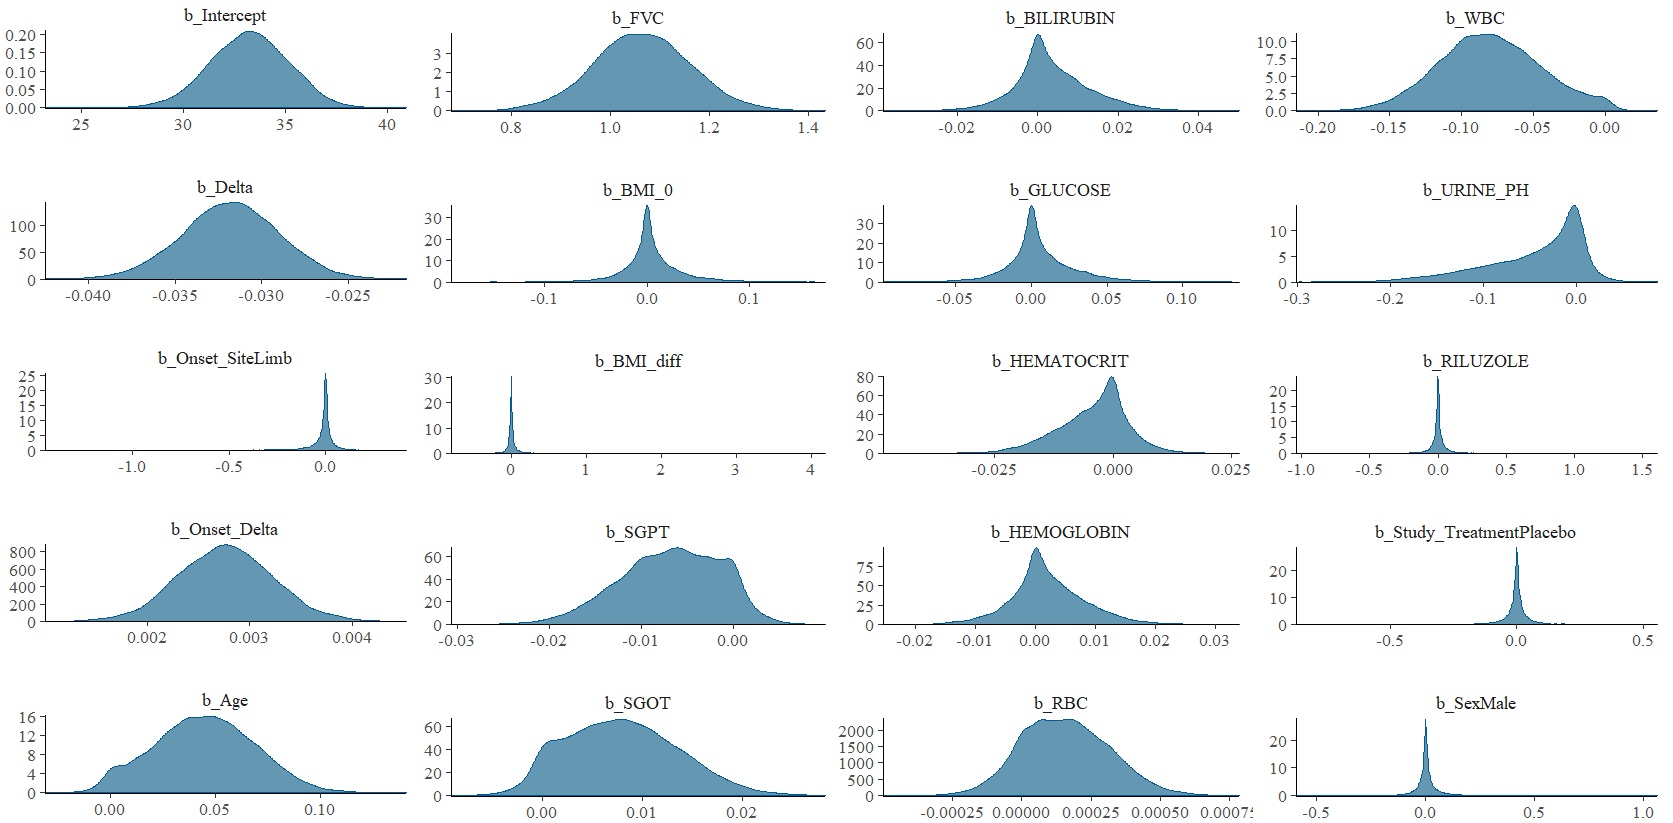 b_Intercept
0.20
0.15
0.10
0.05
0.00
25 30 35 40
b_FVC
3
2
1
0
0.8 1.0 1.2 1.4
b_BILIRUBIN
60
40
20
0
-0.02 0.00 0.02 0.04
b_WBC
10.0
7.5
5.0
2.5
0.0
-0.20 -0.15 -0.10 -0.05 0.00
b_Delta
100
50
0
-0.040 -0.035 -0.030 -0.025
b_BMI_0
30
20
10
0
-0.1 0.0 0.1
b_GLUCOSE
30
20
10
0
-0.05 0.00 0.05 0.10
b_URINE_PH
10
5
0
-0.3 -0.2 -0.1 0.0
b_Onset_SiteLimb
25
20
15
10
5
0
-1.0 -0.5 0.0
b_BMI_diff
30
20
10
0
0 1 2 3 4
b_HEMATOCRIT
80
60
40
20
0
-0.025 0.000 0.025
b_RILUZOLE
20
15
10
5
0
-1.0 -0.5 0.0 0.5 1.0 1.5
b_Onset_Delta
800
600
400
200
0
0.002 0.003 0.004
b_SGPT
60
40
20
0
-0.03 -0.02 -0.01 0.00
b_HEMOGLOBIN
75
50
25
0
-0.02 -0.01 0.00 0.01 0.02 0.03
b_Study_TreatmentPlacebo
20
10
0
-0.5 0.0 0.5
b_Age
16
12
8
4
0
0.00 0.05 0.10
b_SGOT
60
40
20
0
0.00 0.01 0.02
b_RBC
2000
1500
1000
500
0
-0.00025 0.00000 0.00025 0.00050
b_SexMale
20
10
0
-0.5 0.0 0.5 1.0